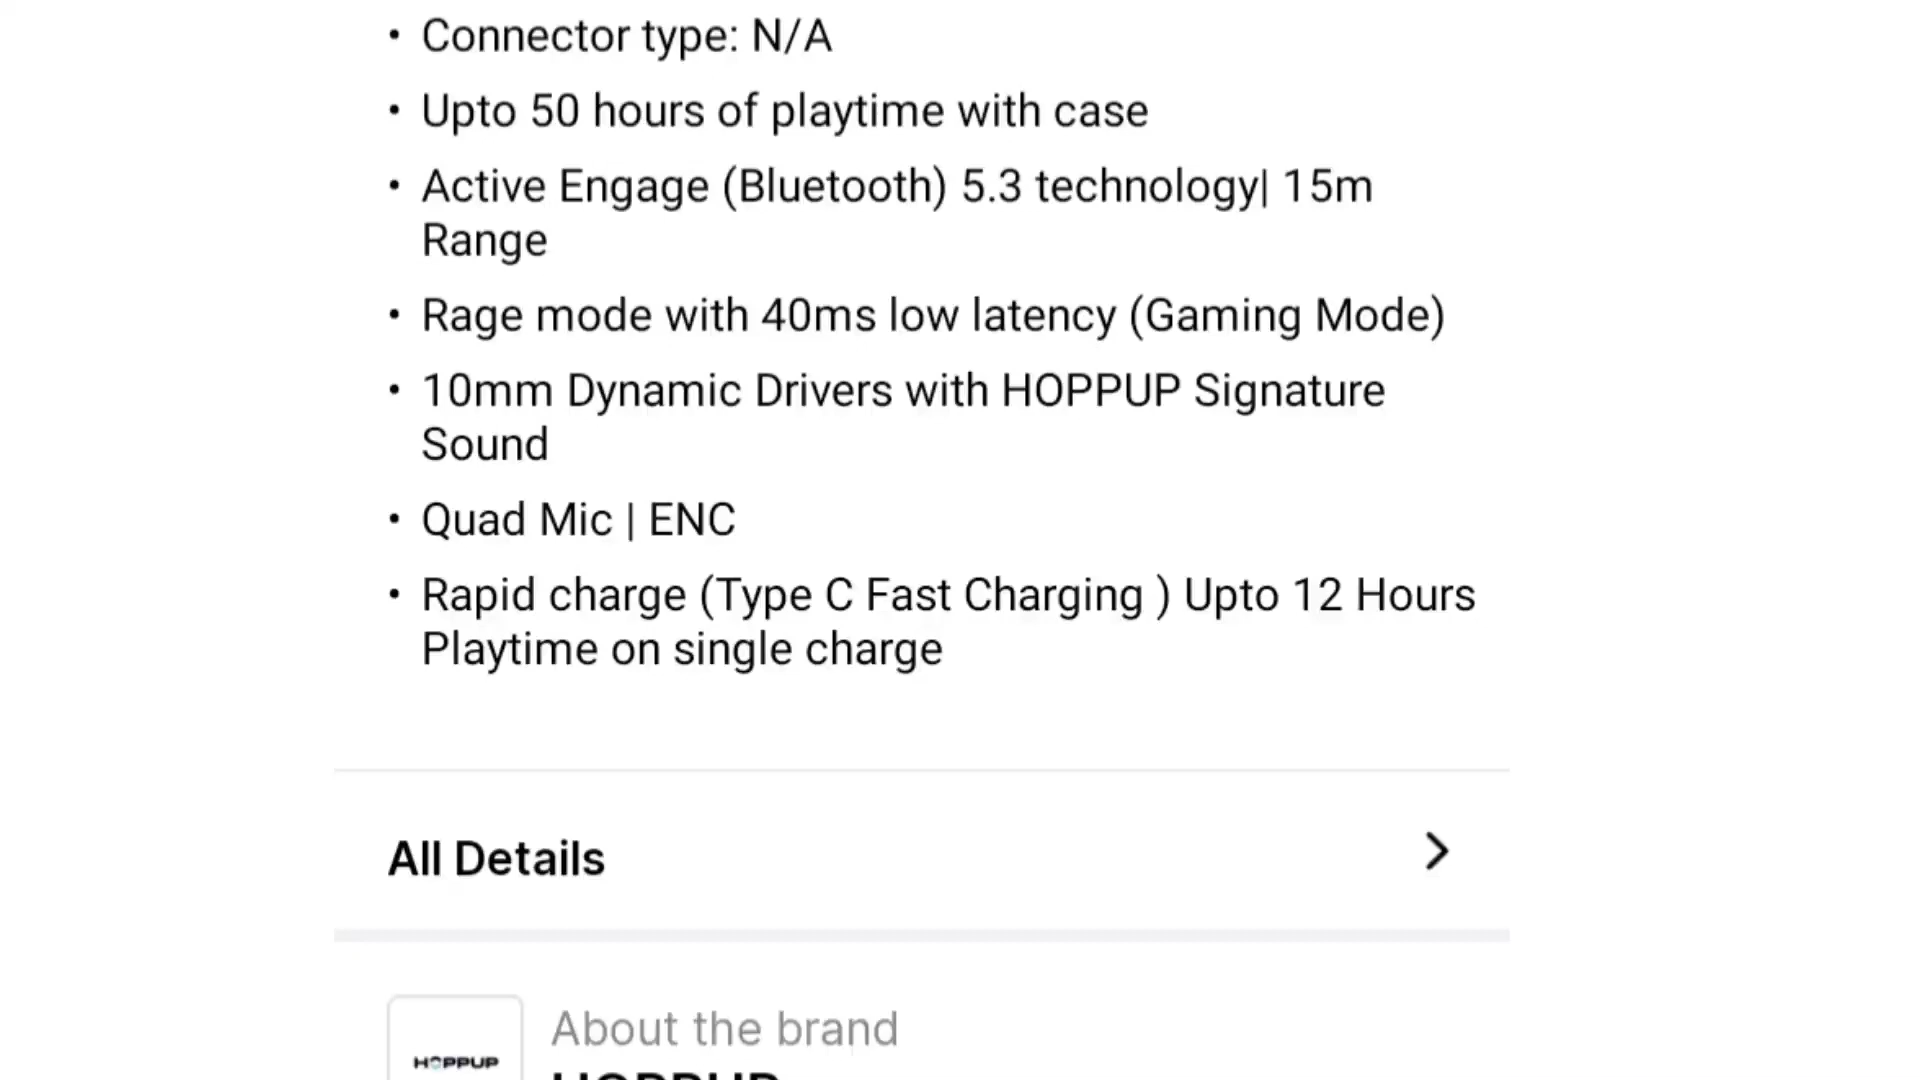 • Connector type: N/A
• Upto 50 hours of playtime with case
• Active Engage (Bluetooth) 5.3 technology| 15m
Range
• Rage mode with 40ms low latency (Gaming Mode)
• 10mm Dynamic Drivers with HOPPUP Signature
Sound
• Quad Mic | ENC
• Rapid charge (Type C Fast Charging ) Upto 12 Hours
Playtime on single charge
All Details
About the brand
HOPPUP
HOPPUP